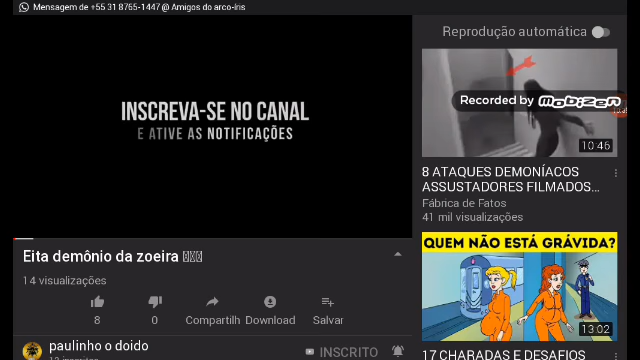 Mensagem de +55 31 8765-1447 @ Amigos do arco-íris
INSCREVA-SE NO CANAL
E ATIVE AS NOTIFICAÇÕES
Eita demônio da zoeira
14 visualizações
8
0
Compartilh
Download
Salvar
paulinho o doido
INSCRITO
Reprodução automática
Recorded by mobizen
10:46
8 ATAQUES DEMONÍACOS
ASSUSTADORES FILMADOS...
Fábrica de Fatos
41 mil visualizações
QUEM NÃO ESTÁ GRÁVIDA?
13:02
17 CHARADAS E DESAFIOS